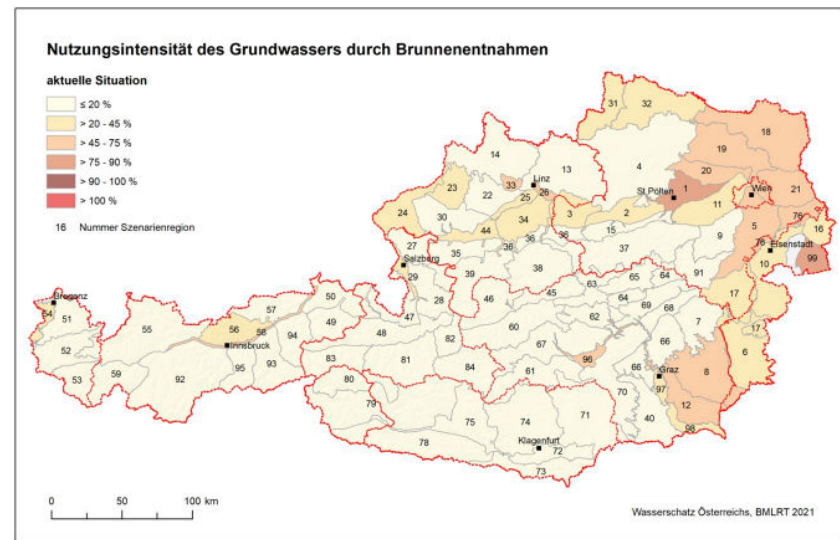 Nutzungsintensität des Grundwassers durch Brunnenentnahmen
aktuelle Situation
≤ 20 %
> 20 - 45 %
> 45 - 75 %
> 75 - 90 %
> 90 - 100 %
> 100 %
16 Nummer Szenarienregion
31 32 18
19
14 13 4
20
Linz
33 26
23 22 25
St.Pölten 1 Wien 21
24 30 34 3 2 11
44 36 15 5 76 16
27 35 36 36 37 9 76 Eisenstadt
Salzburg 39 38 10 99
29 28 91
47 46 45 63 65 64 17
Bregenz 50
54 51 57
55 56 58 94 49 48 82 60 62 64 69 68 7 17
Innsbruck
52 83 81 67 96 66 6
53 59 92 95 93 84 61 66 Graz 8
80 97
79 70 12
78 75 74 71 40 98
Klagenfurt
72
73
0 50 100 km
Wasserschatz Österreichs, BMLRT 2021